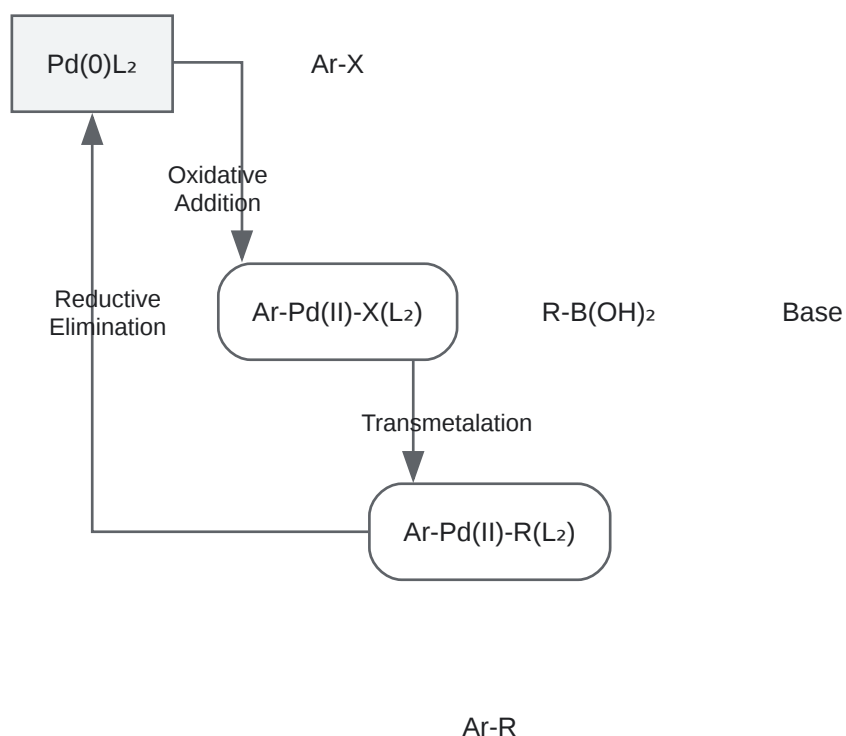 Pd(0)L₂
Ar-X
Oxidative
Addition
Reductive
Elimination
Ar-Pd(II)-X(L₂)
R-B(OH)₂
Base
Transmetalation
Ar-Pd(II)-R(L₂)
Ar-R